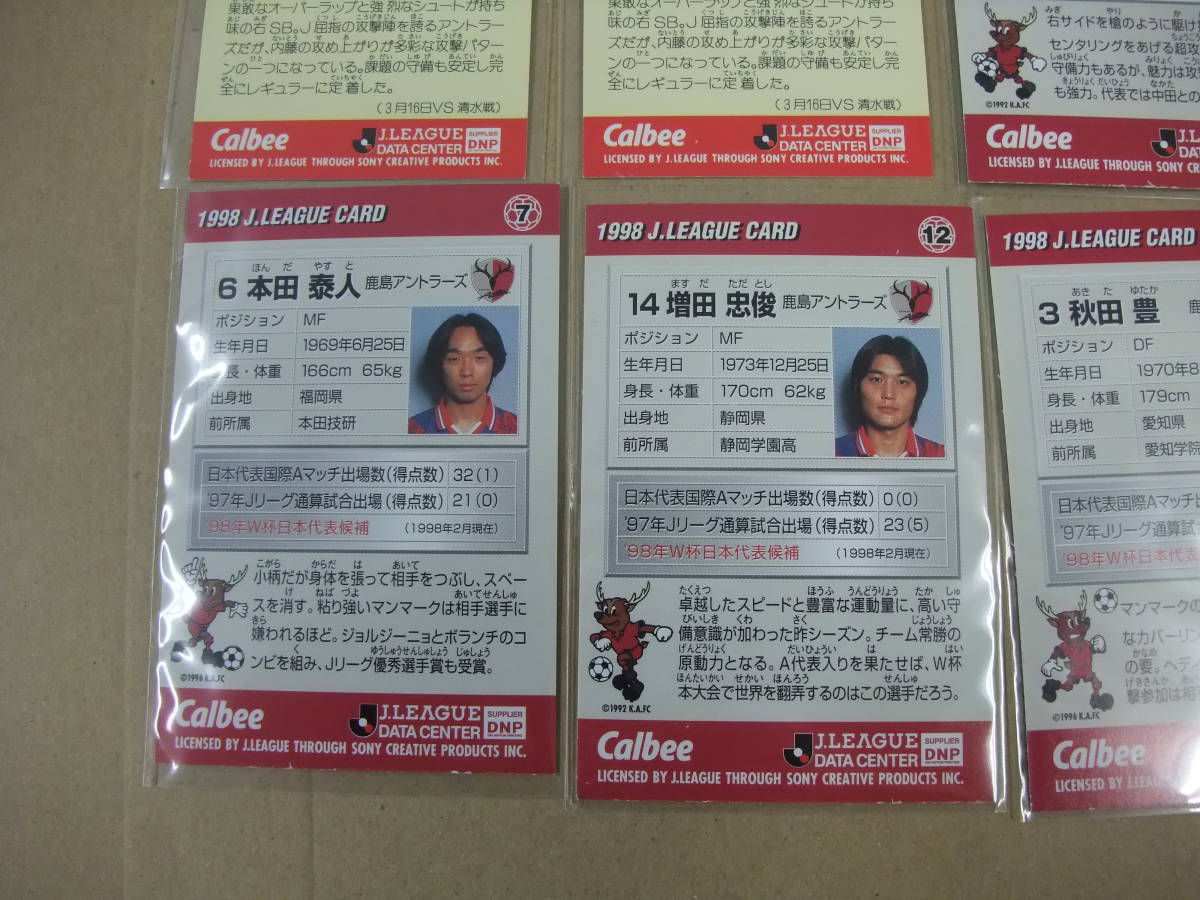 果敢なオーバーラップと強烈なシュートが持ち
味の右SB。J屈指の攻撃陣を誇るアントラー
ズだが、内藤の攻め上がりが多彩な攻撃パター
ンの一つになっている。課題の守備も安定し完
全にレギュラーに定着した。
(3月16日VS清水戦)
Calbee
J.LEAGUE
DATA CENTER
SUPPLIER
DNP
LICENSED BY J.LEAGUE THROUGH SONY CREATIVE PRODUCTS INC.
果敢なオーバーラップと強烈なシュートが持ち
味の右SB。J屈指の攻撃陣を誇るアントラー
ズだが、内藤の攻め上がりが多彩な攻撃パター
ンの一つになっている。課題の守備も安定し完
全にレギュラーに定着した。
(3月16日VS清水戦)
Calbee
J.LEAGUE
DATA CENTER
SUPPLIER
DNP
LICENSED BY J.LEAGUE THROUGH SONY CREATIVE PRODUCTS INC.
右サイドを槍のように駆け
センタリングをあげる超攻
守備力もあるが、魅力は攻
も強力。代表では中田との
©1992 K.A.FC
Calbee
LICENSED BY J.LEAGUE THROUGH SONY C
1998 J.LEAGUE CARD
7
ほんだ やすと
6 本田 泰人 鹿島アントラーズ
ポジション MF
生年月日 1969年6月25日
身長・体重 166cm 65kg
出身地 福岡県
前所属 本田技研
日本代表国際Aマッチ出場数(得点数) 32(1)
'97年Jリーグ通算試合出場(得点数) 21(0)
'98年W杯日本代表候補 (1998年2月現在)
小柄だが身体を張って相手をつぶし、スペー
スを消す。粘り強いマンマークは相手選手に
嫌われるほど。ジョルジーニョとボランチのコ
ンビを組み、Jリーグ優秀選手賞も受賞。
©1996 K.A.FC
Calbee
J.LEAGUE
DATA CENTER
SUPPLIER
DNP
LICENSED BY J.LEAGUE THROUGH SONY CREATIVE PRODUCTS INC.
1998 J.LEAGUE CARD
12
ますだ ただとし
14 増田 忠俊 鹿島アントラーズ
ポジション MF
生年月日 1973年12月25日
身長・体重 170cm 62kg
出身地 静岡県
前所属 静岡学園高
日本代表国際Aマッチ出場数(得点数) 0(0)
'97年Jリーグ通算試合出場(得点数) 23(5)
'98年W杯日本代表候補 (1998年2月現在)
卓越したスピードと豊富な運動量に、高い守
備意識が加わった昨シーズン。チーム常勝の
原動力となる。A代表入りを果たせば、W杯
本大会で世界を翻弄するのはこの選手だろう。
©1992 K.A.FC
Calbee
J.LEAGUE
DATA CENTER
SUPPLIER
DNP
LICENSED BY J.LEAGUE THROUGH SONY CREATIVE PRODUCTS INC.
1998 J.LEAGUE CARD
あきた ゆたか
3 秋田 豊
ポジション DF
生年月日 1970年8
身長・体重 179cm
出身地 愛知県
前所属 愛知学院
日本代表国際Aマッチ
'97年Jリーグ通算試
'98年W杯日本代表
マンマークの
なカバーリン
の要。ヘデ
撃参加は相
©1996 K.A.FC
Calbee
LICENSED BY J.LEAG